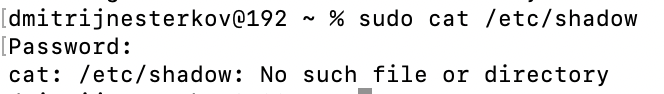 [dmitrijnesterkov@192 ~ % sudo cat /etc/shadow
[Password:
cat: /etc/shadow: No such file or directory